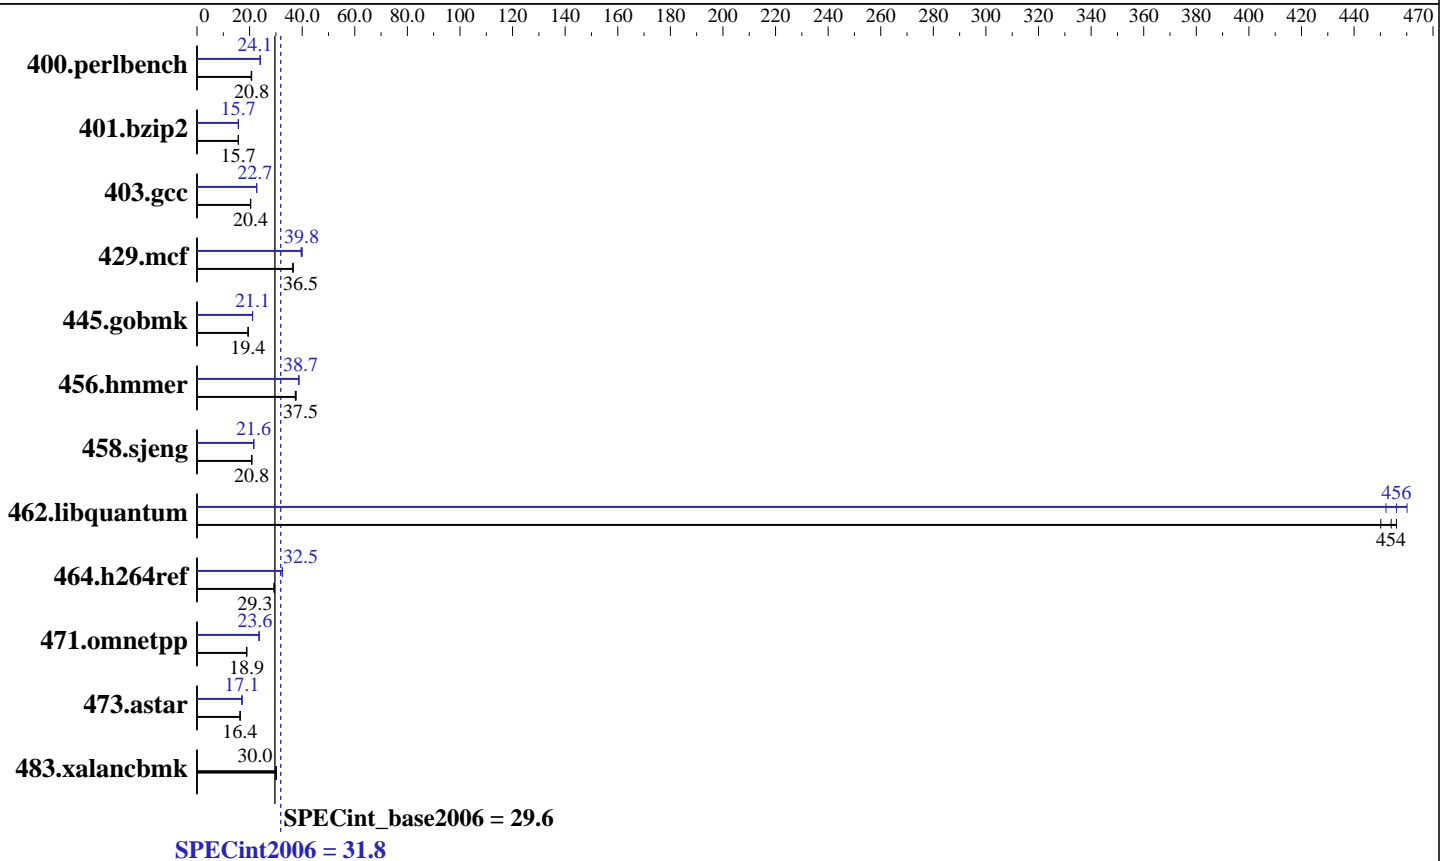 0 20.0 40.0 60.0 80.0 100 120 140 160 180 200 220 240 260 280 300 320 340 360 380 400 420 440 470
24.1
400.perlbench
20.8
15.7
401.bzip2
15.7
22.7
403.gcc
20.4
39.8
429.mcf
36.5
21.1
445.gobmk
19.4
38.7
456.hmmer
37.5
21.6
458.sjeng
20.8
456
462.libquantum
454
32.5
464.h264ref
29.3
23.6
471.omnetpp
18.9
17.1
473.astar
16.4
30.0
483.xalancbmk
SPECint_base2006 = 29.6
SPECint2006 = 31.8